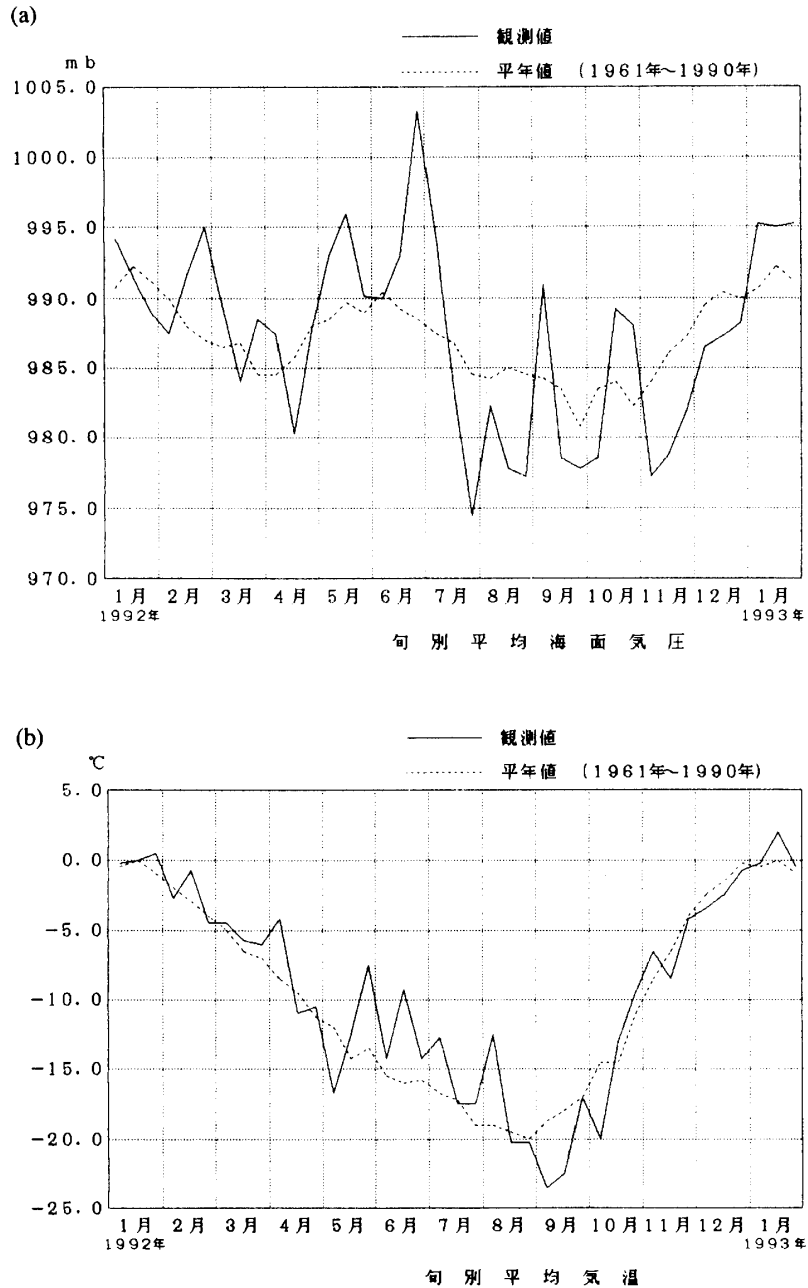 (a)
観測値
mb
平年値 (1961年~1990年)
1005.0
1000.0
995.0
990.0
985.0
980.0
975.0
970.0
1月 2月 3月 4月 5月 6月 7月 8月 9月 10月 11月 12月 1月
1992年 1993年
旬別平均海面気圧
(b)
観測値
℃
平年値 (1961年~1990年)
5.0
0.0
-5.0
-10.0
-15.0
-20.0
-25.0
1月 2月 3月 4月 5月 6月 7月 8月 9月 10月 11月 12月 1月
1992年 1993年
旬別平均気温